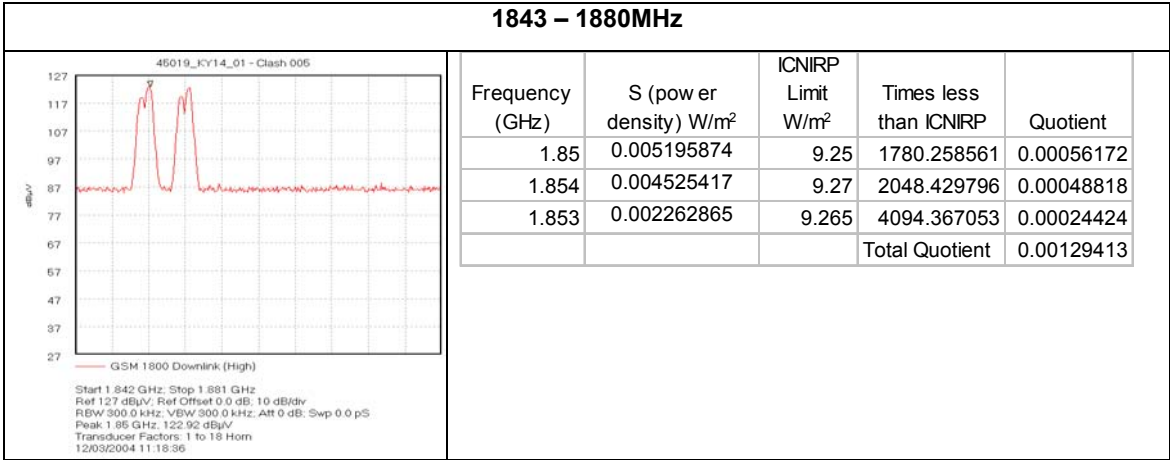 1843 – 1880MHz
45019_KY14_01 - Clash 005
127
117
107
97
87
77
67
57
47
37
27
dBµV
GSM 1800 Downlink (High)
Start 1.842 GHz; Stop 1.881 GHz
Ref 127 dBµV; Ref Offset 0.0 dB; 10 dB/div
RBW 300.0 kHz; VBW 300.0 kHz; Att 0 dB; Swp 0.0 pS
Peak 1.85 GHz, 122.92 dBµV
Transducer Factors: 1 to 18 Horn
12/03/2004 11:18:36
Frequency (GHz) S (power density) W/m² ICNIRP Limit W/m² Times less than ICNIRP Quotient
1.85 0.005195874 9.25 1780.258561 0.00056172
1.854 0.004525417 9.27 2048.429796 0.00048818
1.853 0.002262865 9.265 4094.367053 0.00024424
Total Quotient 0.00129413